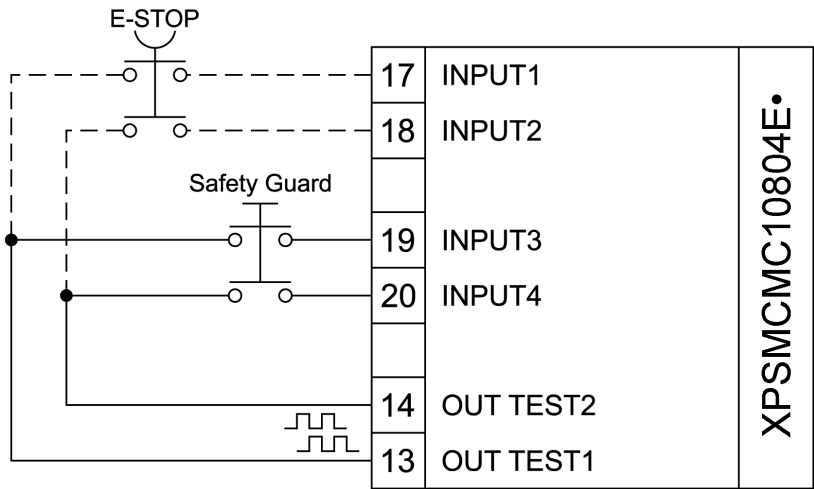 E-STOP
17 INPUT1
18 INPUT2
Safety Guard
19 INPUT3
20 INPUT4
14 OUT TEST2
13 OUT TEST1
XPSMCMC10804E•